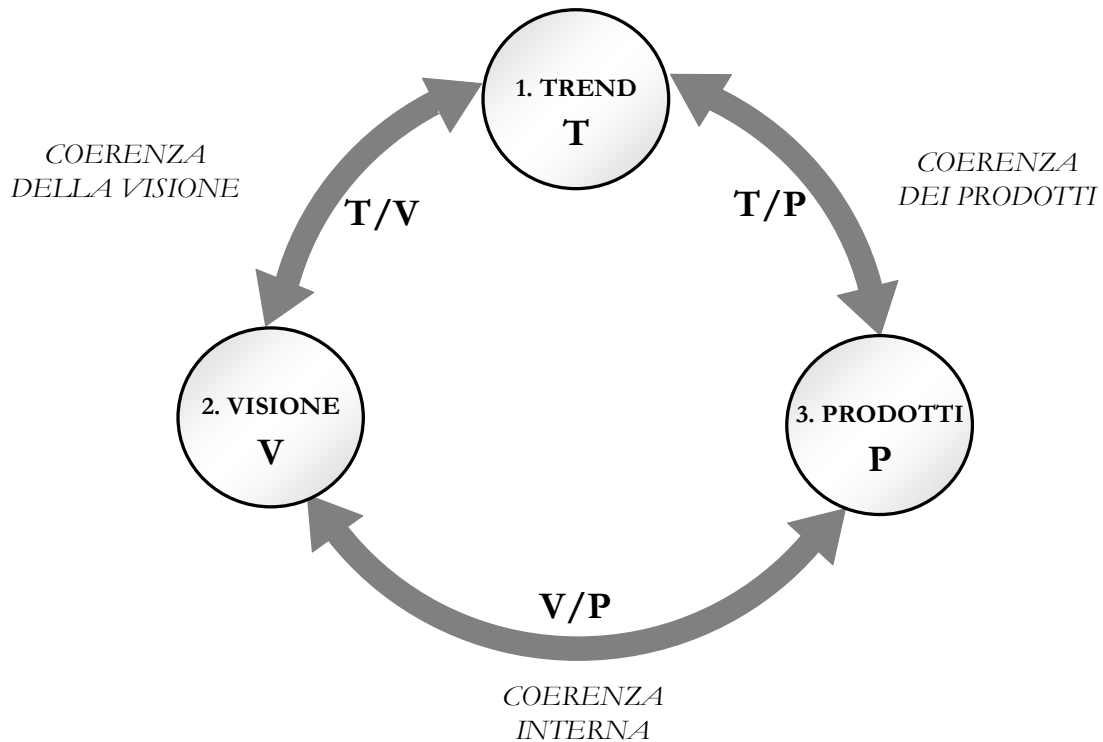 1. TREND
T
COERENZA
DELLA VISIONE
COERENZA
DEI PRODOTTI
T/V
T/P
2. VISIONE
V
3. PRODOTTI
P
V/P
COERENZA
INTERNA